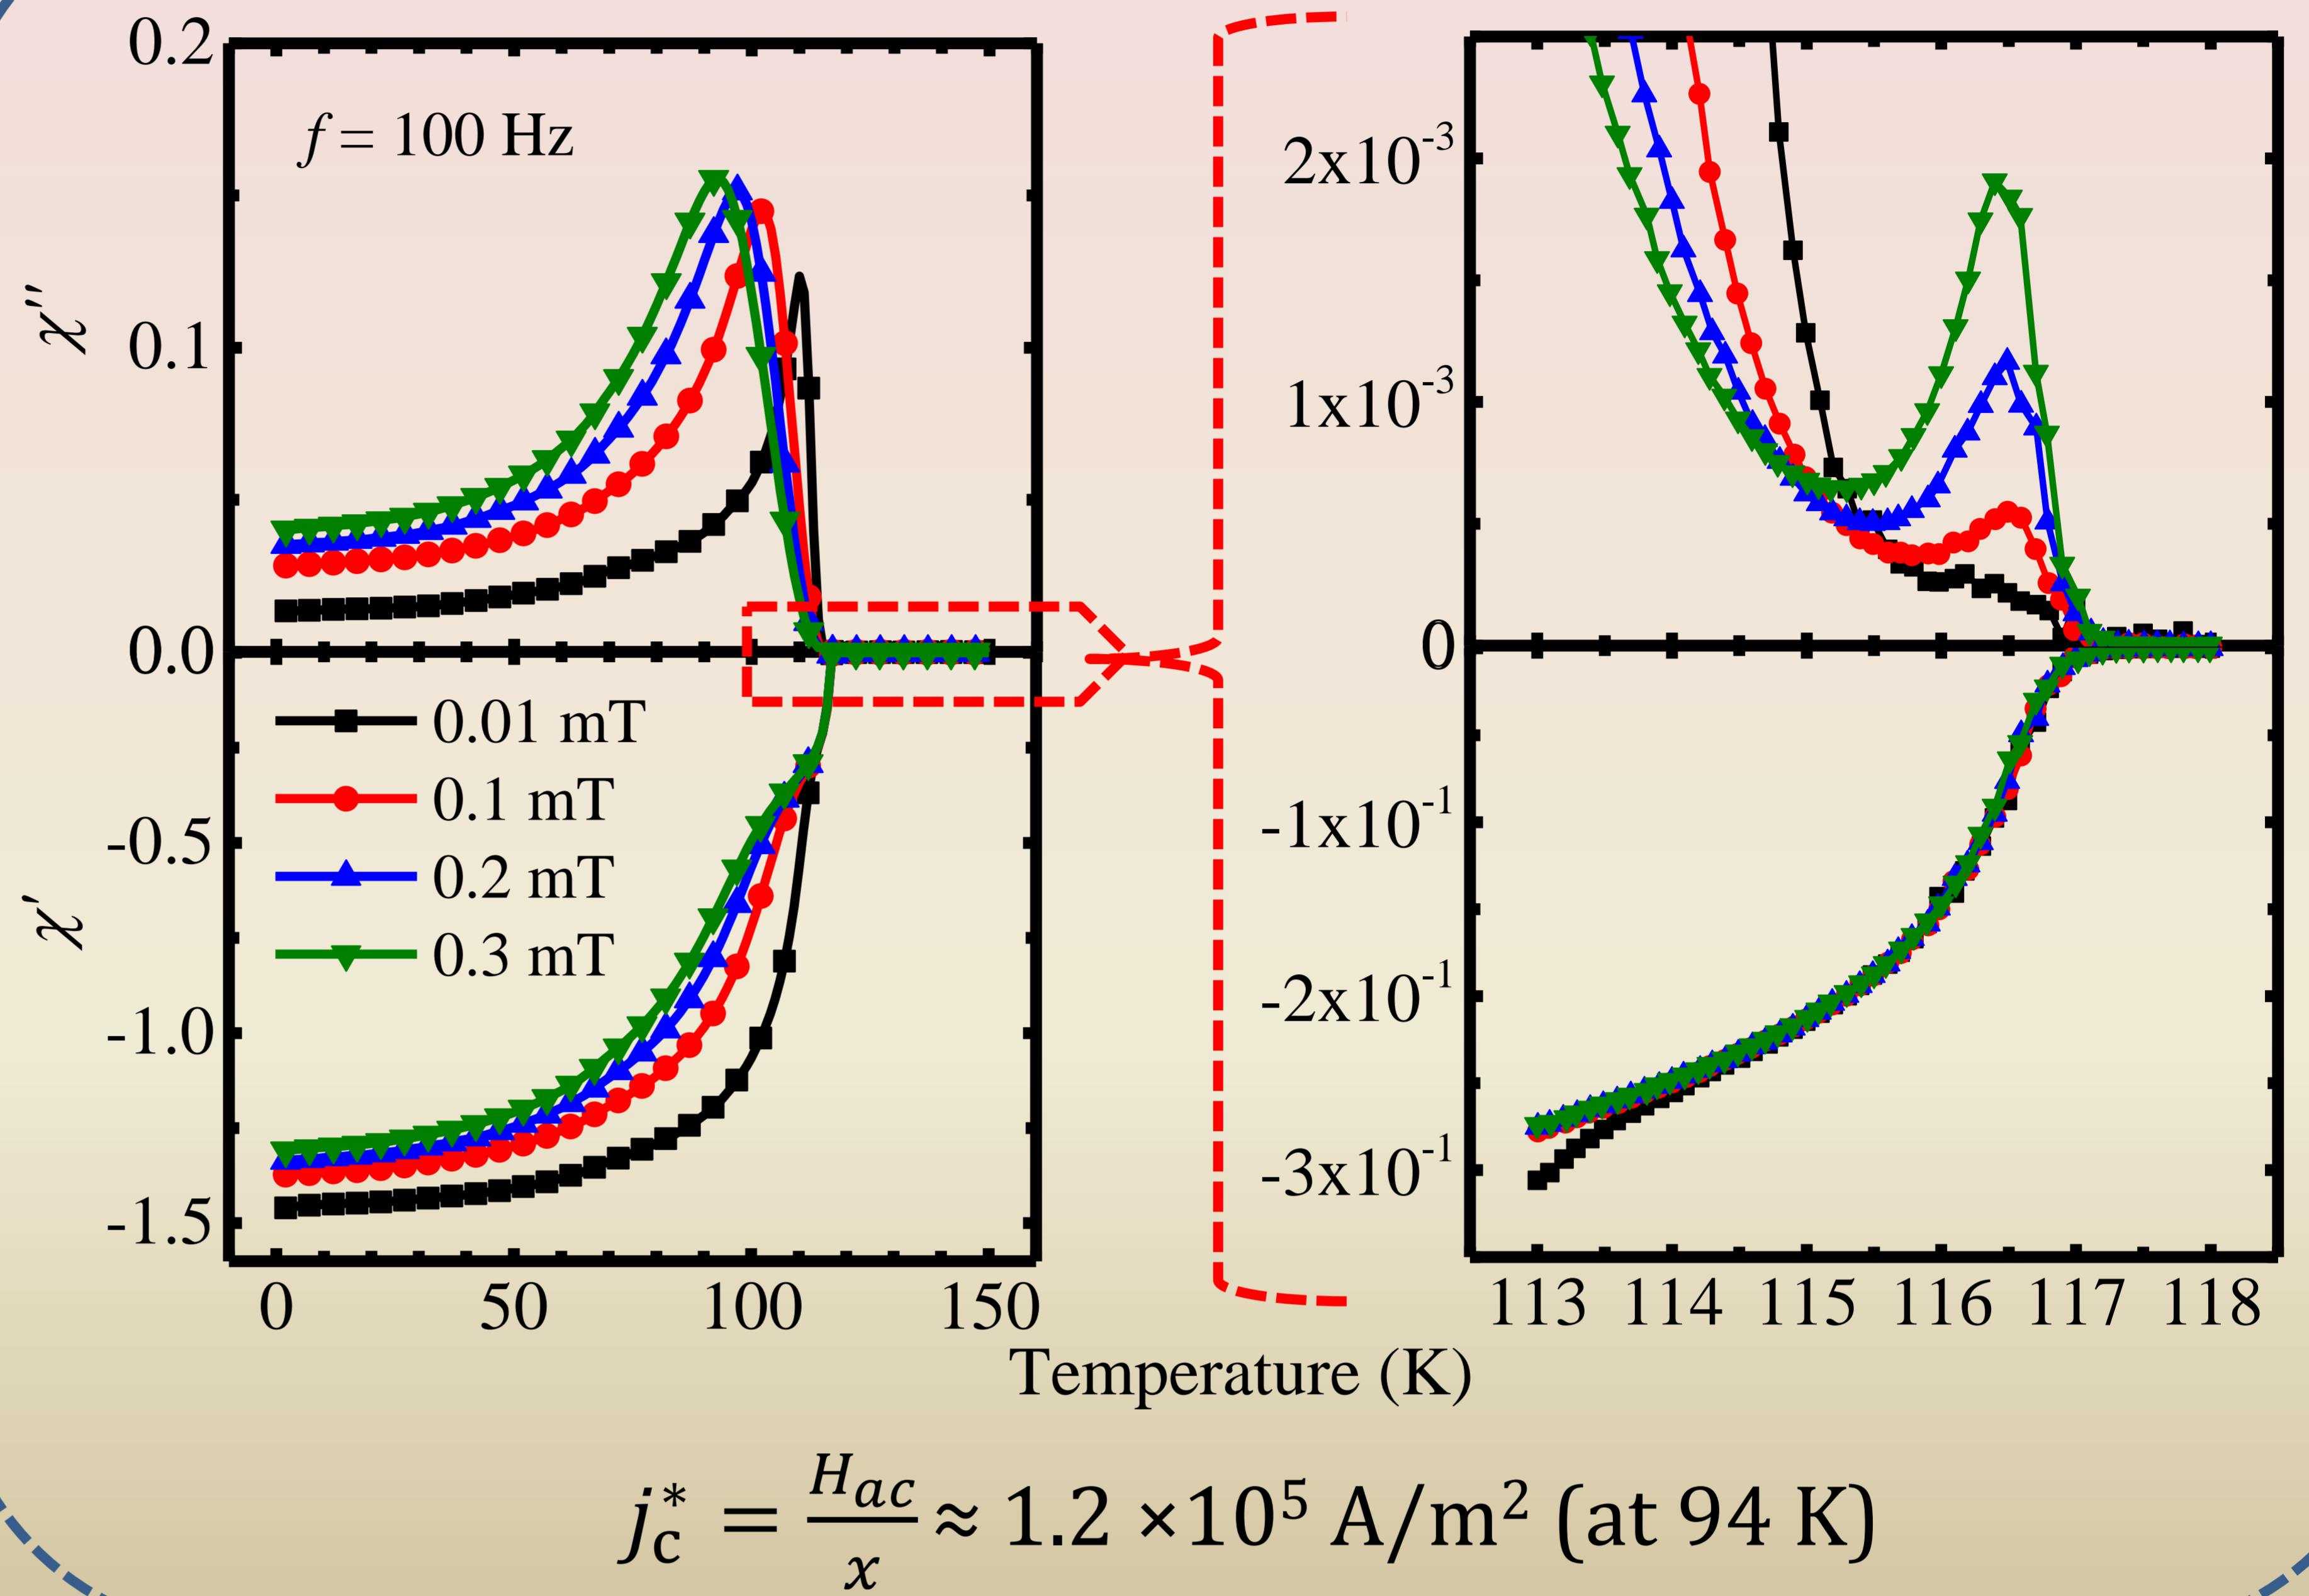 0.2
f = 100 Hz
χ''
0.1
0.0
0.01 mT
0.1 mT
0.2 mT
0.3 mT
χ'
-0.5
-1.0
-1.5
0 50 100 150
2x10⁻³
1x10⁻³
0
-1x10⁻¹
-2x10⁻¹
-3x10⁻¹
113 114 115 116 117 118
Temperature (K)
j*c = Hac/x ≈ 1.2 ×10⁵ A/m² (at 94 K)